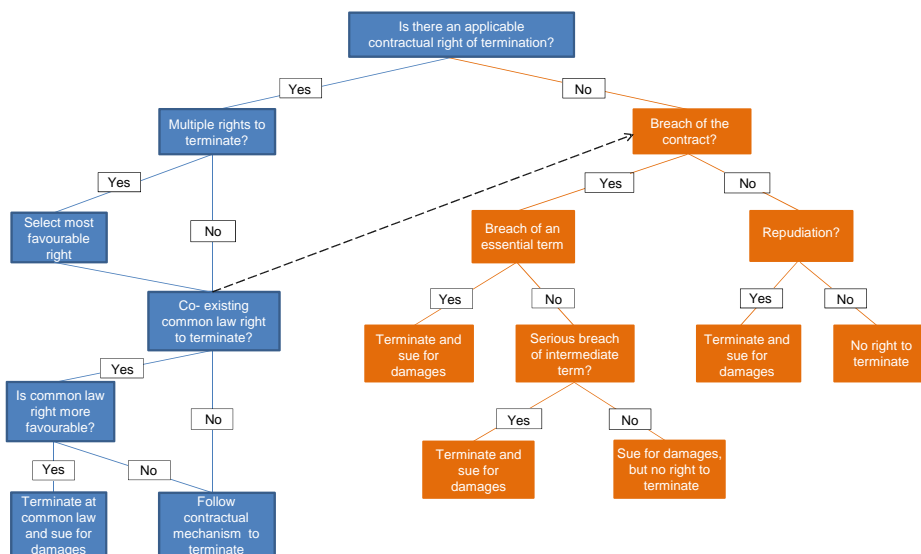 Is there an applicable
contractual right of termination?
Yes
No
Multiple rights to
terminate?
Breach of the
contract?
Yes
No
Yes
No
Select most
favourable
right
Breach of an
essential term
Repudiation?
Yes
No
Yes
No
Co- existing
common law right
to terminate?
Terminate and
sue for
damages
Serious breach
of intermediate
term?
Terminate and
sue for
damages
No right to
terminate
Yes
No
Is common law
right more
favourable?
Yes
No
Yes
No
Terminate and
sue for
damages
Sue for damages,
but no right to
terminate
Terminate at
common law
and sue for
damages
Follow
contractual
mechanism to
terminate